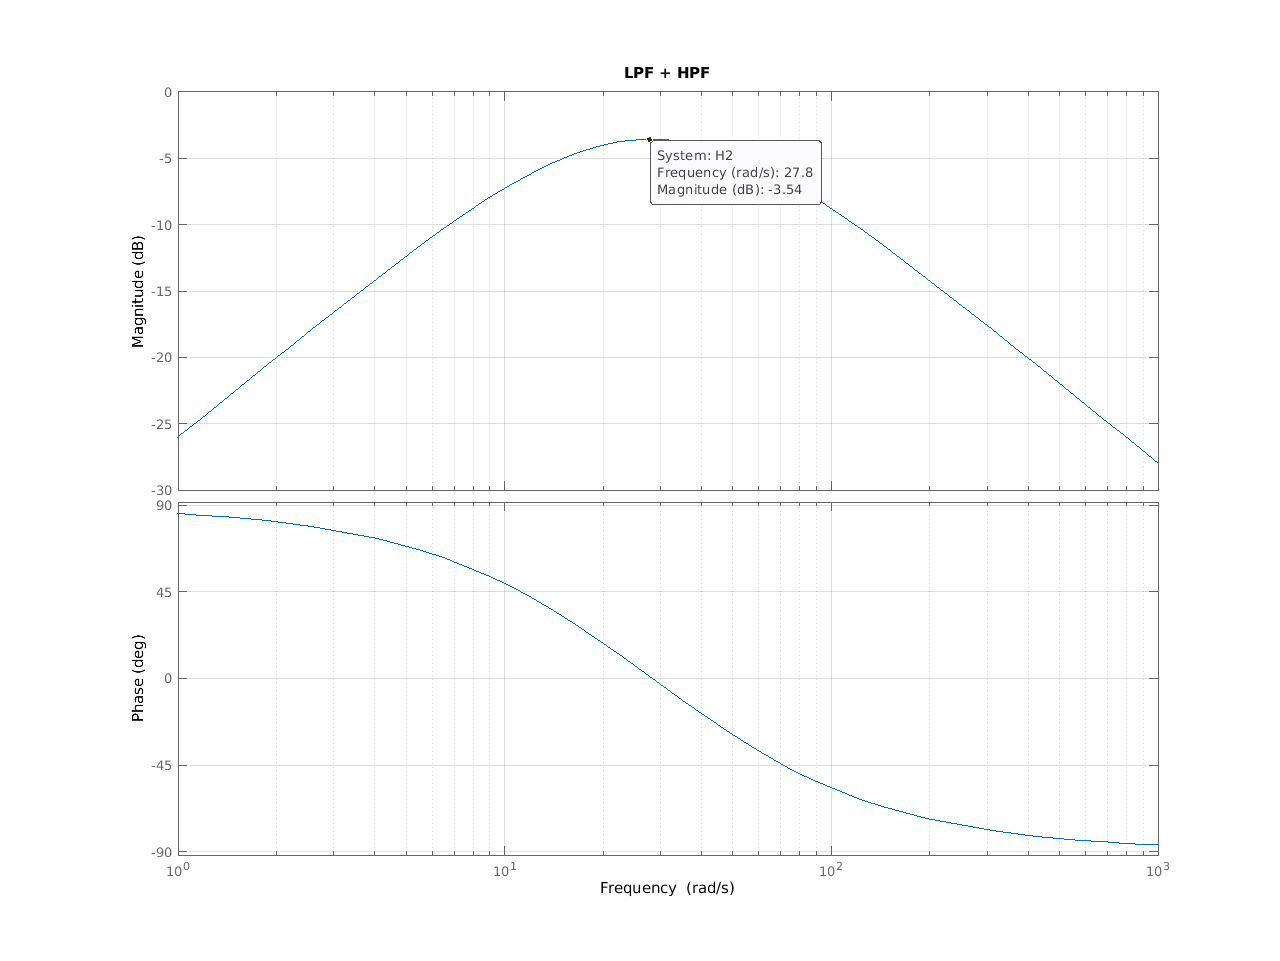 LPF + HPF
0
-5
-10
-15
-20
-25
-30
Magnitude (dB)
System: H2
Frequency (rad/s): 27.8
Magnitude (dB): -3.54
90
45
0
-45
-90
Phase (deg)
10^0 10^1 10^2 10^3
Frequency (rad/s)